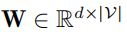 𝐖 ∈ ℝ^{d×|𝒱|}